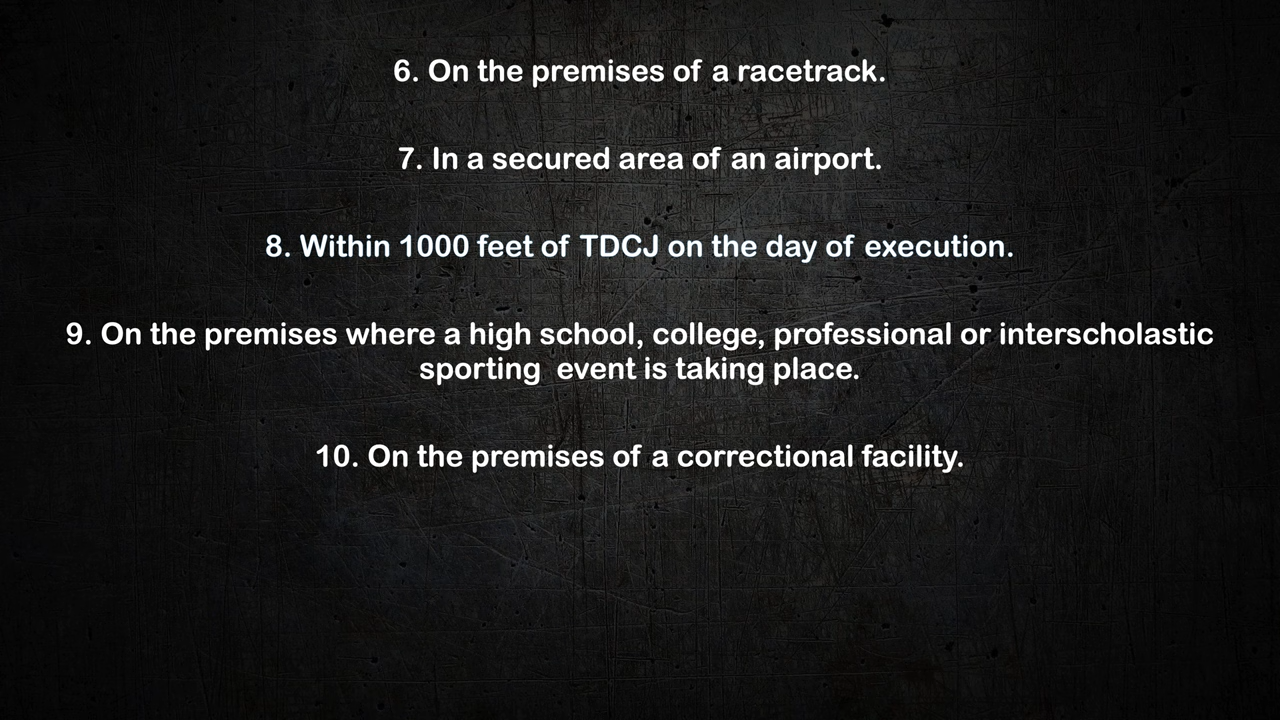 6. On the premises of a racetrack.
7. In a secured area of an airport.
8. Within 1000 feet of TDCJ on the day of execution.
9. On the premises where a high school, college, professional or interscholastic
sporting event is taking place.
10. On the premises of a correctional facility.